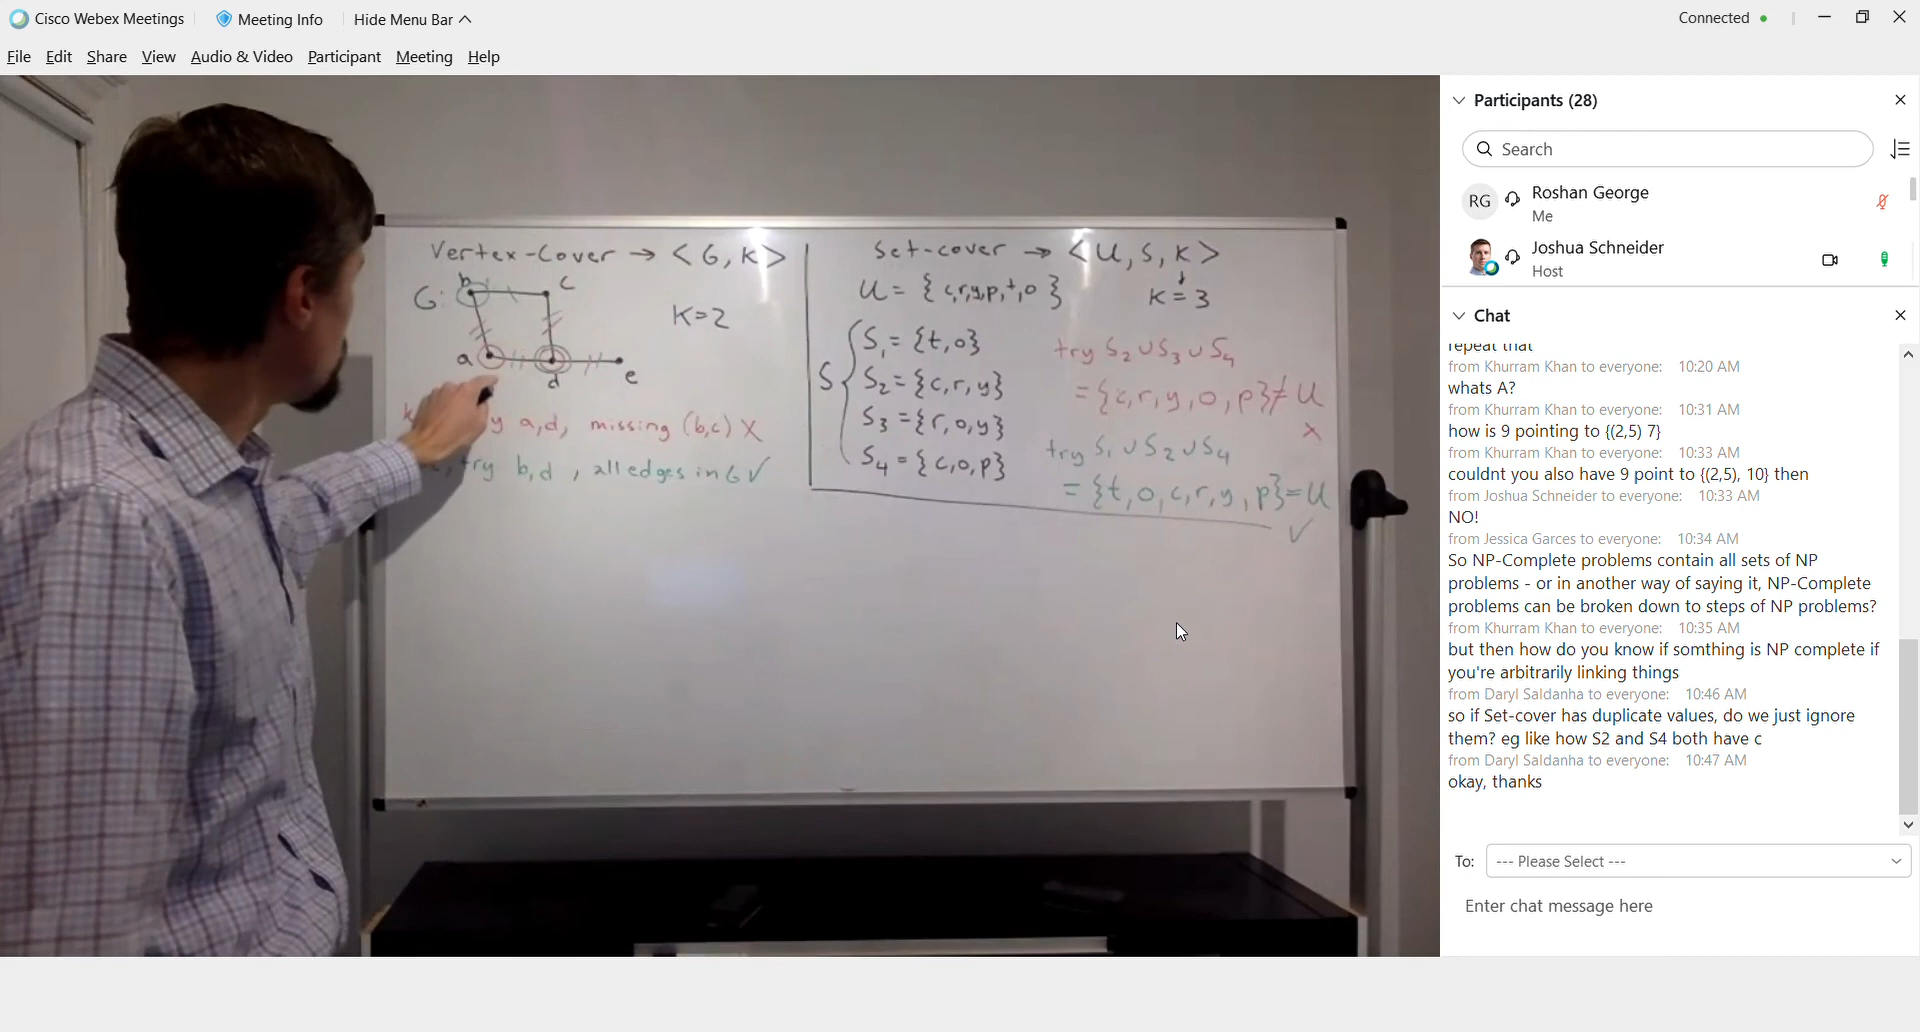 Cisco Webex Meetings
Meeting Info
Hide Menu Bar
Connected
File Edit Share View Audio & Video Participant Meeting Help
Vertex-Cover → < G, K >
G:
b
c
a
d
e
K=2
y a,d, missing (b,c) X
try b,d , all edges in G ✓
Set-cover → < U, S, K >
U = { c,r,y,p,t,o }
K = 3
S
S1 = {t,o}
S2 = {c,r,y}
S3 = {r,o,y}
S4 = {c,o,p}
try S2 ∪ S3 ∪ S4
= {c,r,y,o,p} ≠ U
X
try S1 ∪ S2 ∪ S4
= {t,o,c,r,y,p} = U
✓
Participants (28)
Search
RG
Roshan George
Me
Joshua Schneider
Host
Chat
repeat that
from Khurram Khan to everyone: 10:20 AM
whats A?
from Khurram Khan to everyone: 10:31 AM
how is 9 pointing to {(2,5) 7}
from Khurram Khan to everyone: 10:33 AM
couldnt you also have 9 point to {(2,5), 10} then
from Joshua Schneider to everyone: 10:33 AM
NO!
from Jessica Garces to everyone: 10:34 AM
So NP-Complete problems contain all sets of NP
problems - or in another way of saying it, NP-Complete
problems can be broken down to steps of NP problems?
from Khurram Khan to everyone: 10:35 AM
but then how do you know if somthing is NP complete if
you're arbitrarily linking things
from Daryl Saldanha to everyone: 10:46 AM
so if Set-cover has duplicate values, do we just ignore
them? eg like how S2 and S4 both have c
from Daryl Saldanha to everyone: 10:47 AM
okay, thanks
To: --- Please Select ---
Enter chat message here